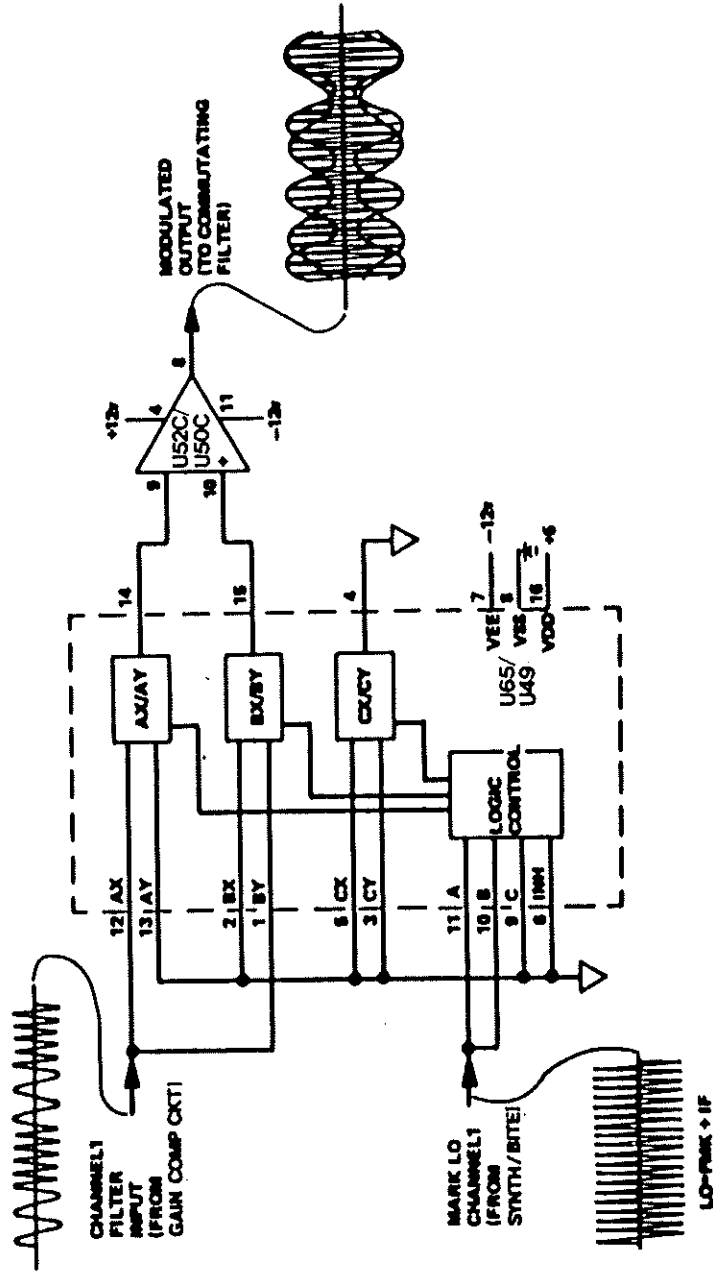 CHANNEL1
FILTER
INPUT
(FROM
GAIN COMP CKT)
12
AX
13
AY
2
BX
1
BY
5
CX
3
CY
11
A
10
B
9
C
6
INH
AX/AY
BX/BY
CX/CY
LOGIC
CONTROL
14
15
4
U65/
U49
VEE
7
-12v
VSS
8
VDD
16
+6
9
10
+
U52C/
U50C
+12v
4
11
-12v
8
MODULATED
OUTPUT
(TO COMMUTATING
FILTER)
MARK LO
CHANNEL1
(FROM
SYNTH/BITE)
LO=FMK + IF